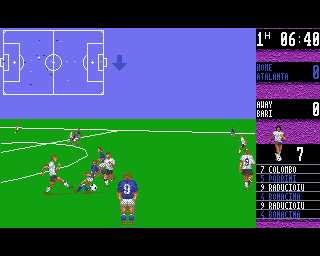 1H 06:40
HOME 0
ATALANTA
AWAY 0
BARI
7
7 COLOMBO
5 PORRINI
9 RADUCIOIU
4 BONACINA
9 RADUCIOIU
4 BONACINA
9